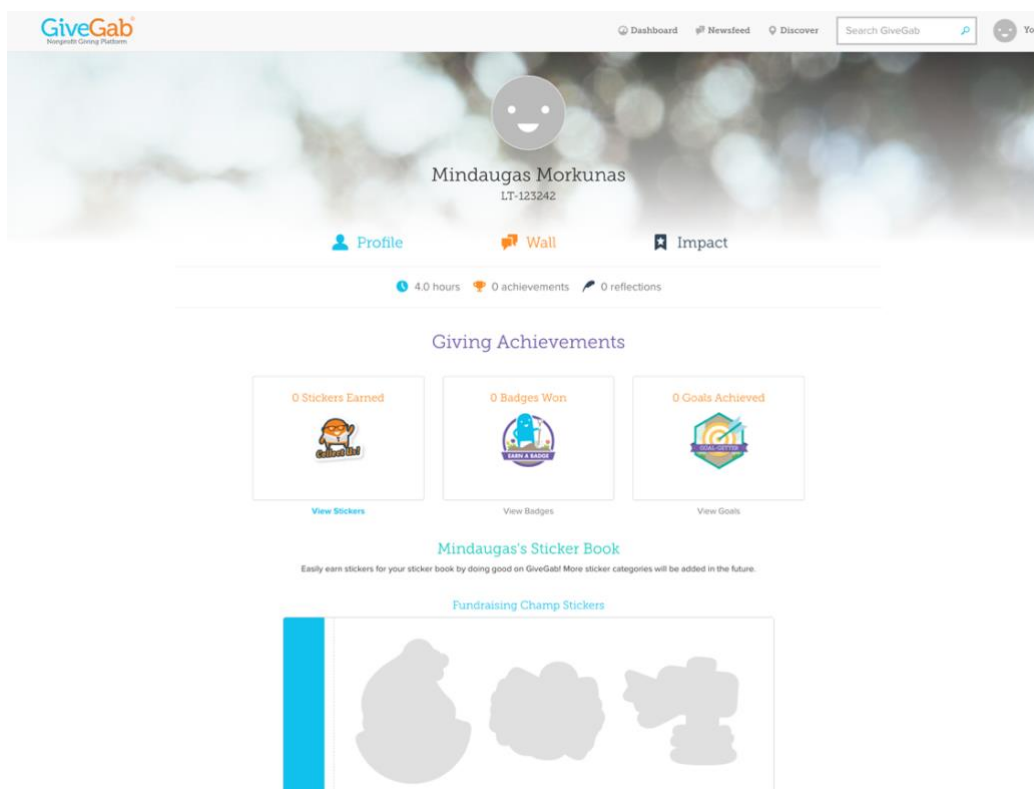 GiveGab
Nonprofit Giving Platform
Dashboard Newsfeed Discover Search GiveGab Yo
Mindaugas Morkunas
LT-123242
Profile Wall Impact
4.0 hours 0 achievements 0 reflections
Giving Achievements
0 Stickers Earned 0 Badges Won 0 Goals Achieved
Collect Us! EARN A BADGE GOAL-GETTER
View Stickers View Badges View Goals
Mindaugas's Sticker Book
Easily earn stickers for your sticker book by doing good on GiveGab! More sticker categories will be added in the future.
Fundraising Champ Stickers